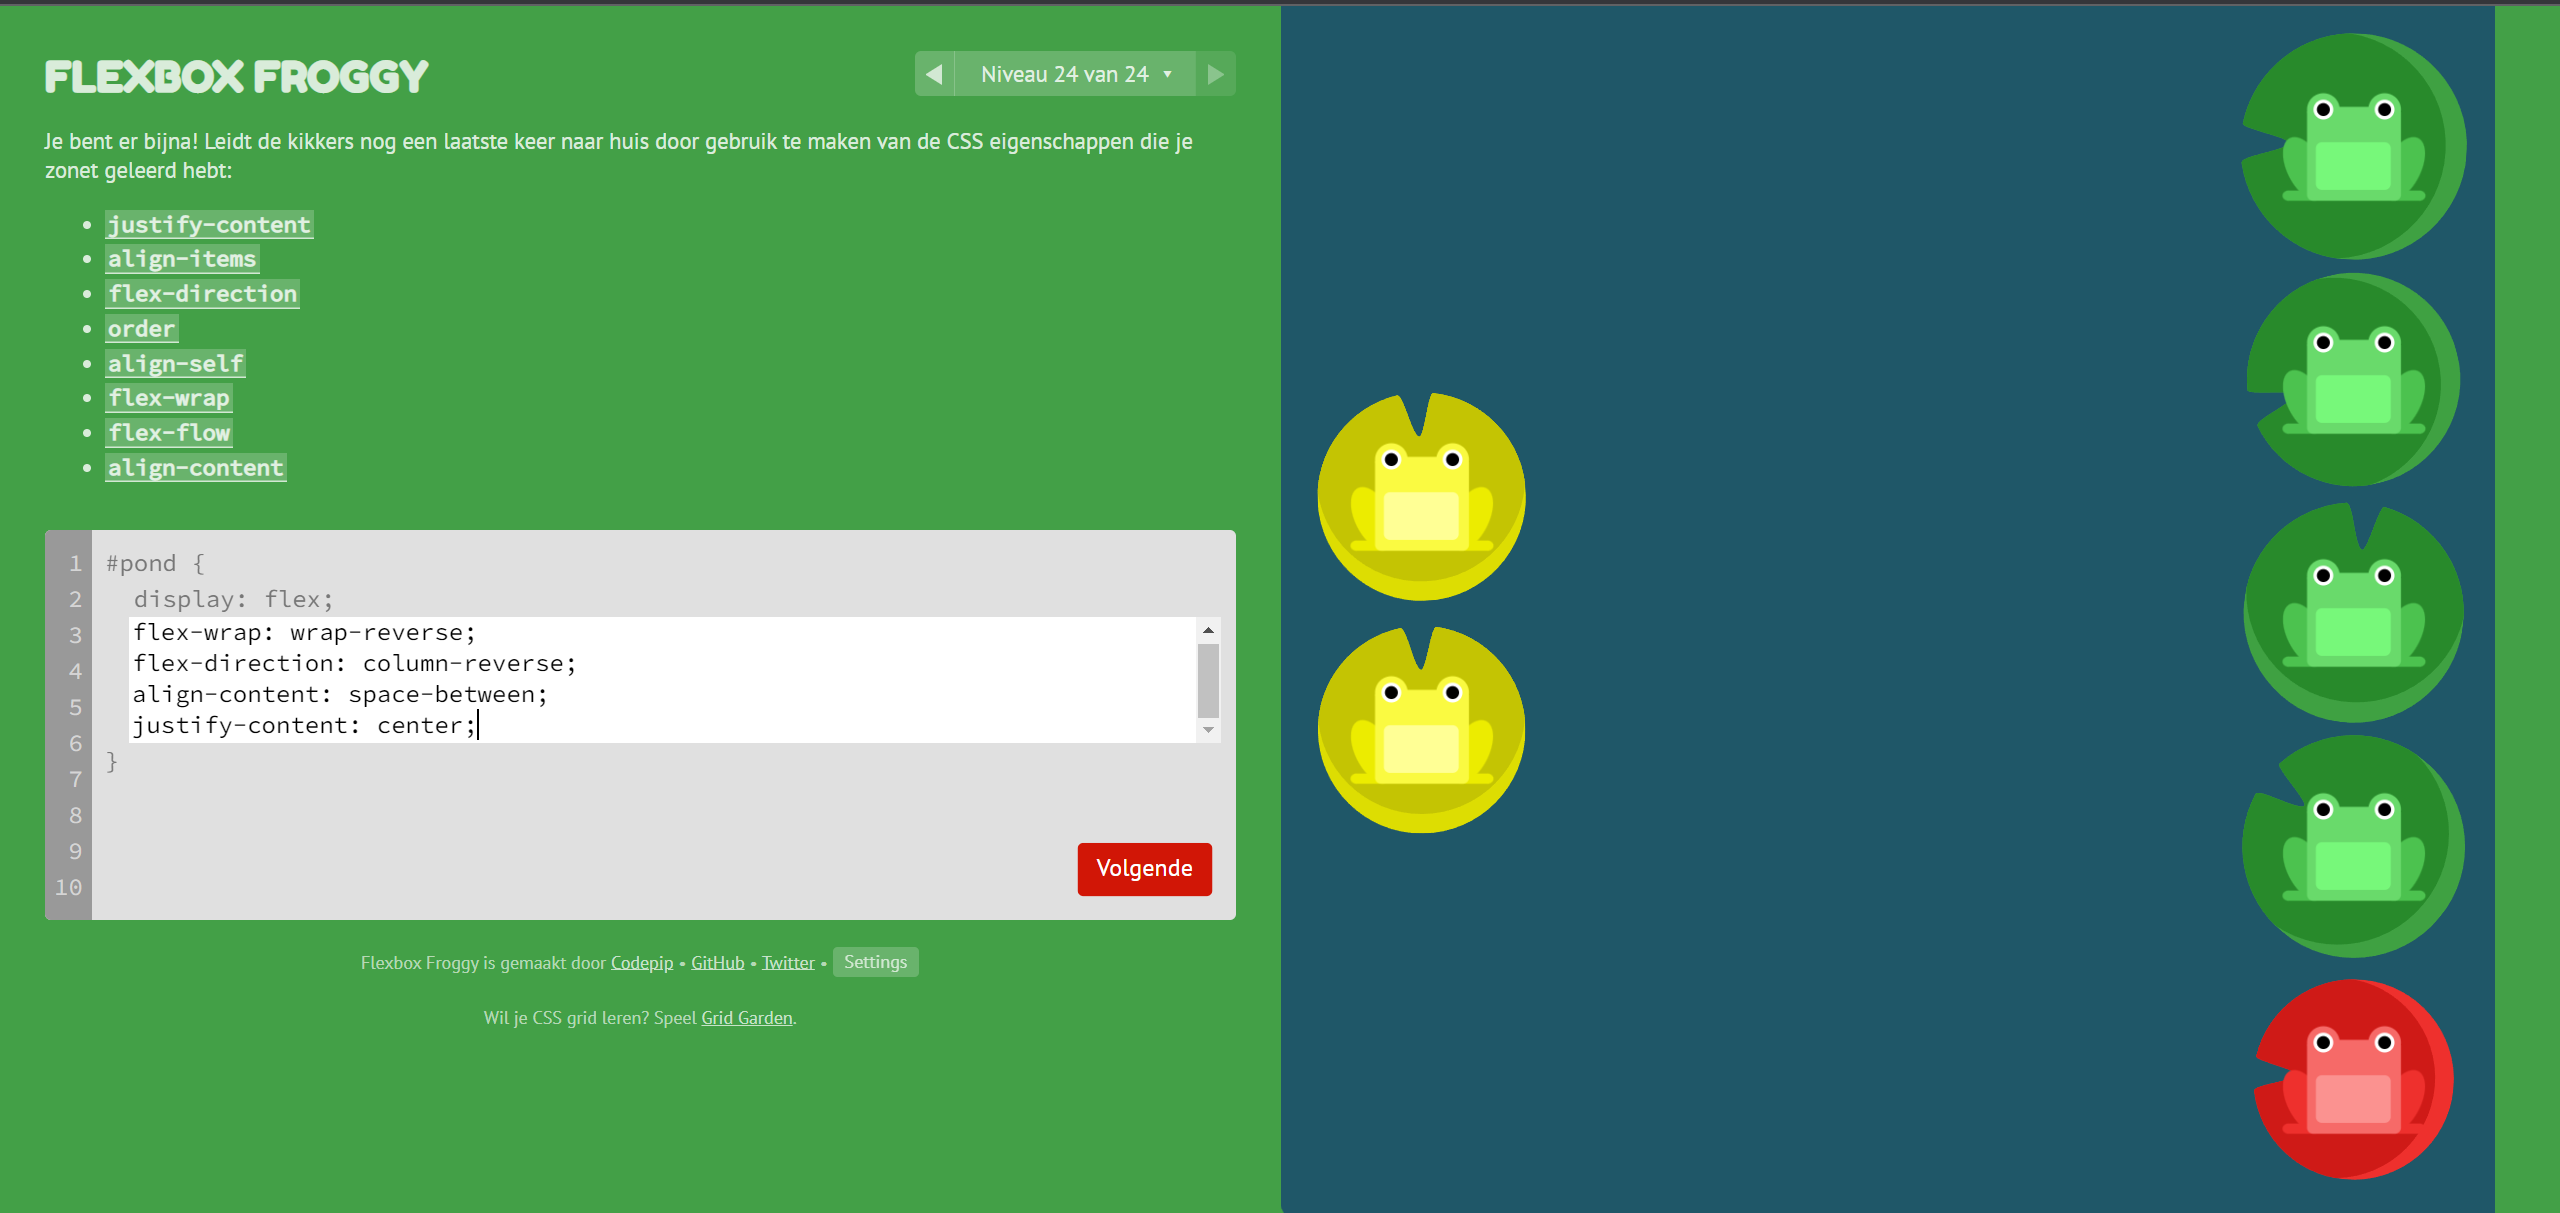 FLEXBOX FROGGY
Niveau 24 van 24
Je bent er bijna! Leidt de kikkers nog een laatste keer naar huis door gebruik te maken van de CSS eigenschappen die je
zonet geleerd hebt:
justify-content
align-items
flex-direction
order
align-self
flex-wrap
flex-flow
align-content
1 #pond {
2 display: flex;
3 flex-wrap: wrap-reverse;
4 flex-direction: column-reverse;
5 align-content: space-between;
6 justify-content: center;
7 }
8
9
10
Volgende
Flexbox Froggy is gemaakt door Codepip • GitHub • Twitter • Settings
Wil je CSS grid leren? Speel Grid Garden.